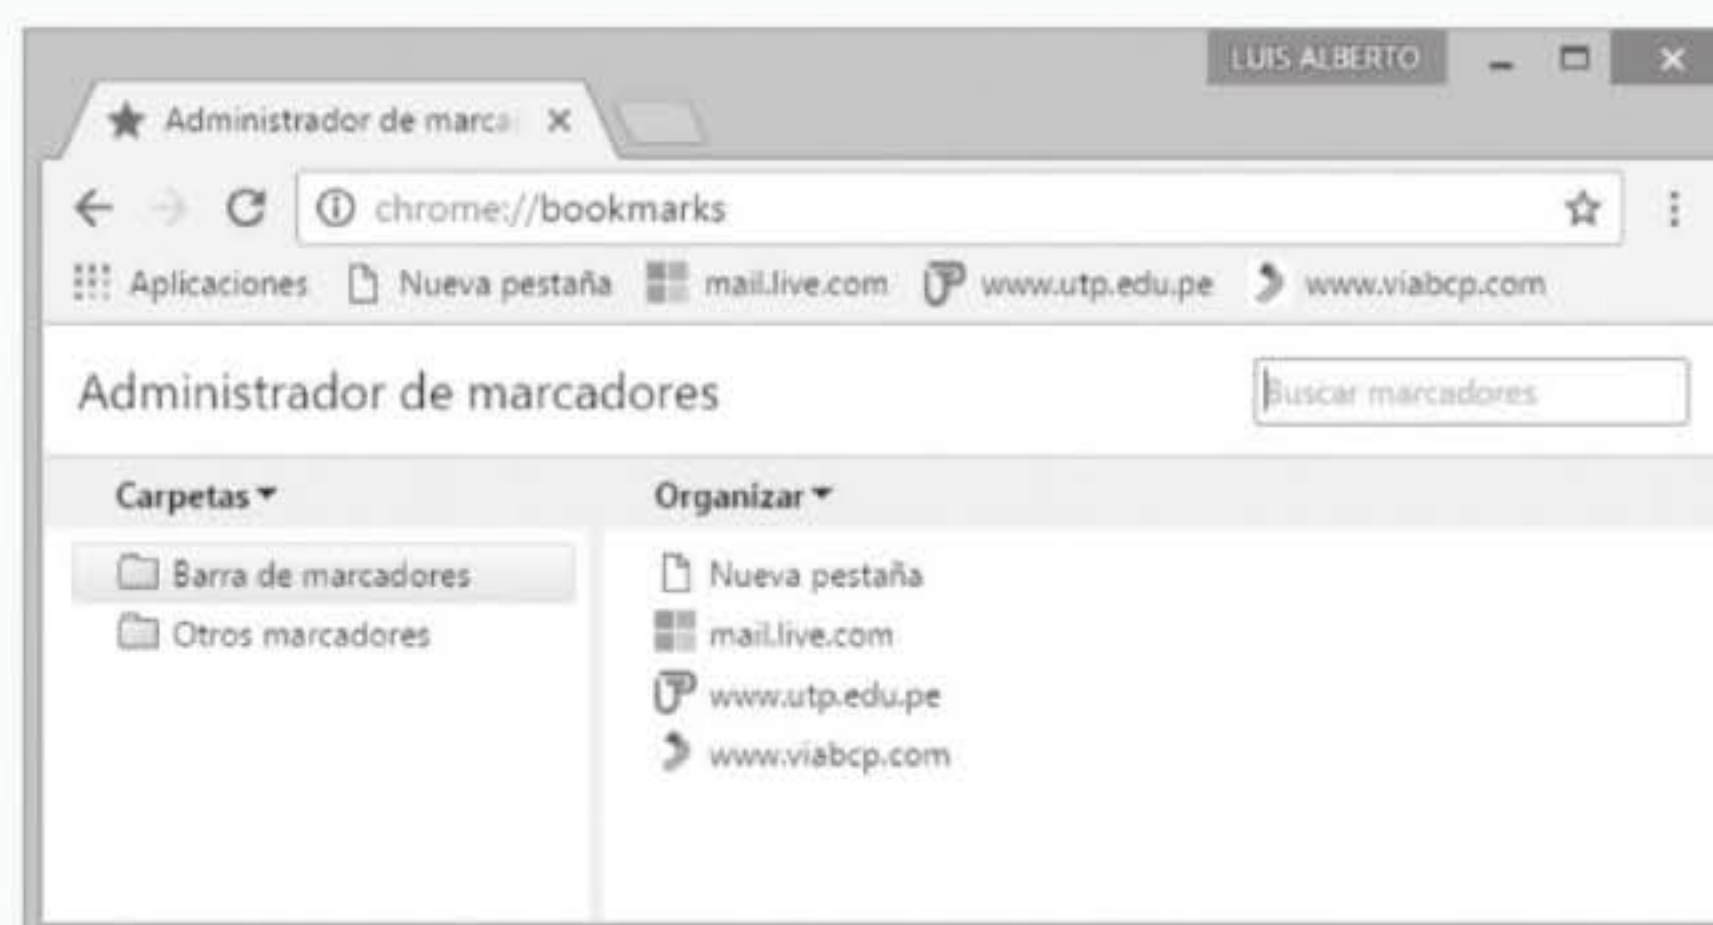 LUIS ALBERTO
Administrador de marca
chrome://bookmarks
Aplicaciones Nueva pestaña mail.live.com www.utp.edu.pe www.viabcp.com
Administrador de marcadores Buscar marcadores
Carpetas Organizar
Barra de marcadores Nueva pestaña
Otros marcadores mail.live.com
www.utp.edu.pe
www.viabcp.com